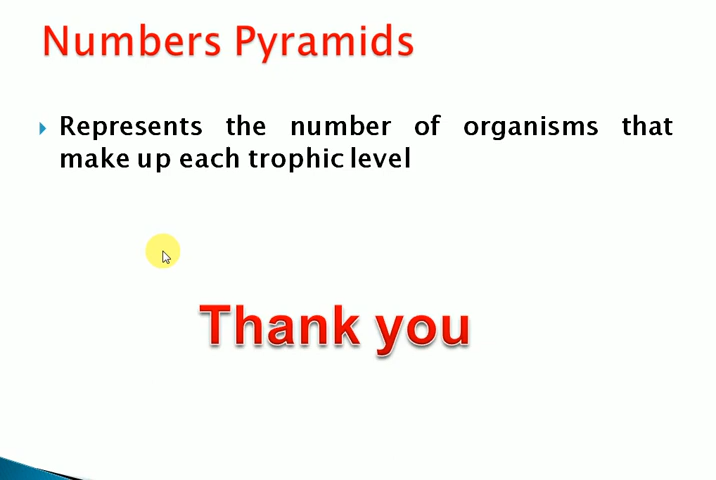 Numbers Pyramids
Represents the number of organisms that
make up each trophic level
Thank you